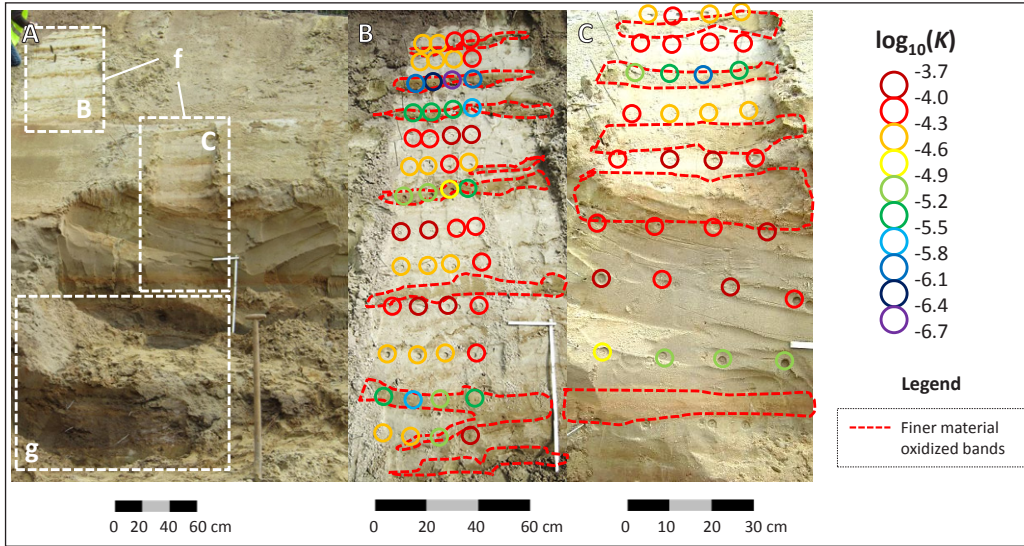 A
f
B
C
g
0 20 40 60 cm
B
0 20 40 60 cm
C
0 10 20 30 cm
log10(K)
-3.7
-4.0
-4.3
-4.6
-4.9
-5.2
-5.5
-5.8
-6.1
-6.4
-6.7
Legend
Finer material
oxidized bands